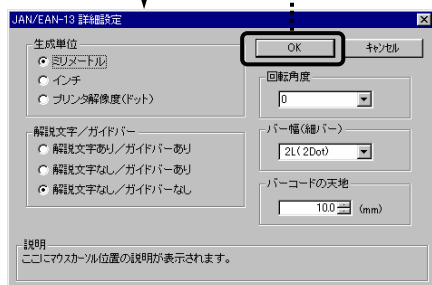 JAN/EAN-13 詳細設定
生成単位
ミリメートル
インチ
プリンタ解像度(ドット)
解説文字／ガイドバー
解説文字あり／ガイドバーあり
解説文字なし／ガイドバーあり
解説文字なし／ガイドバーなし
OK
キャンセル
回転角度
0
バー幅(細バー)
2L( 2Dot)
バーコードの天地
10.0 (mm)
説明
ここにマウスカーソル位置の説明が表示されます。